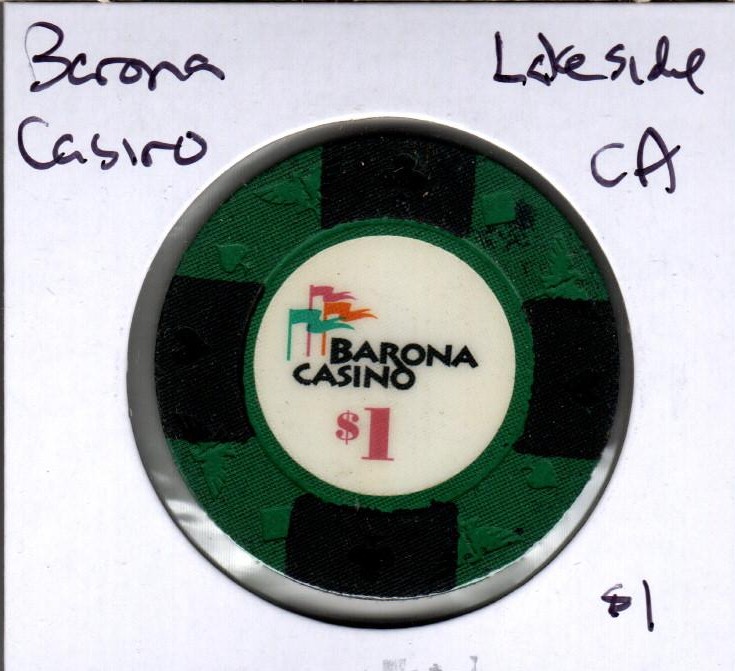 Barona
Casino
Lakeside
CA
BARONA
CASINO
$1
$1